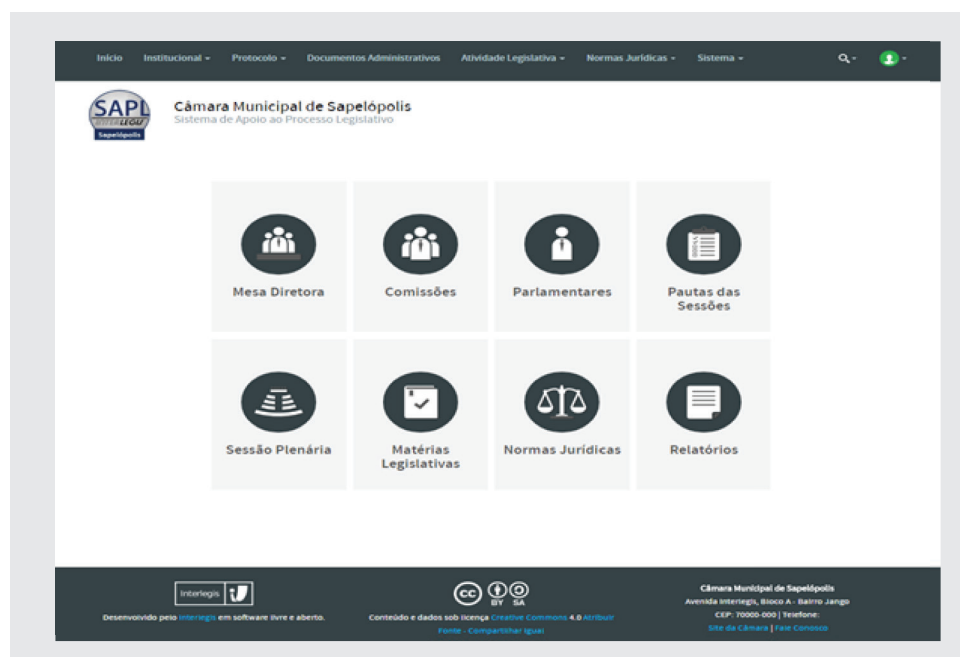 Início Institucional Protocolo Documentos Administrativos Atividade Legislativa Normas Jurídicas Sistema
SAPL
INTERLEGIS
Sapelópolis
Câmara Municipal de Sapelópolis
Sistema de Apoio ao Processo Legislativo
Mesa Diretora
Comissões
Parlamentares
Pautas das
Sessões
Sessão Plenária
Matérias
Legislativas
Normas Jurídicas
Relatórios
Interlegis
Desenvolvido pelo Interlegis em software livre e aberto.
cc BY SA
Conteúdo e dados sob licença Creative Commons 4.0 Atribuir
Fonte - Compartilhar Igual
Câmara Municipal de Sapelópolis
Avenida Interlegis, Bloco A - Bairro Jango
CEP: 70000-000 | Telefone:
Site da Câmara | Fale Conosco